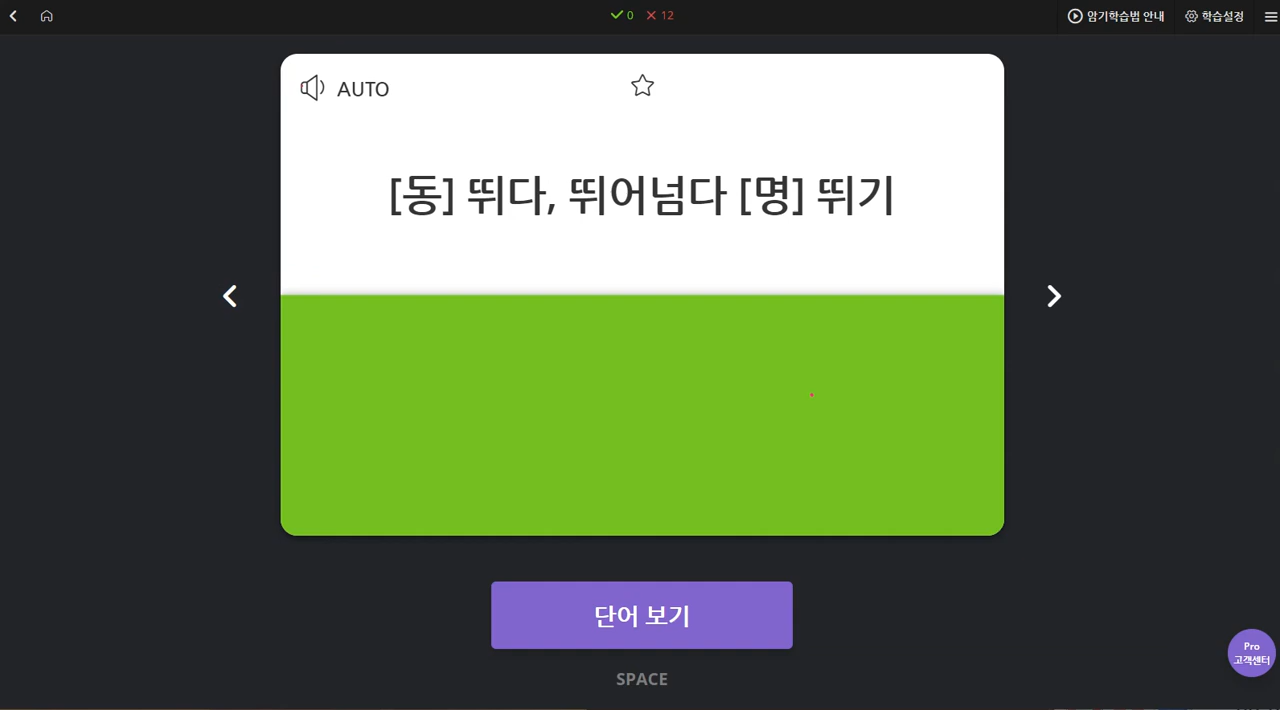 0 12 암기학습법 안내 학습설정
AUTO
[동] 뛰다, 뛰어넘다 [명] 뛰기
단어 보기
SPACE
Pro
고객센터